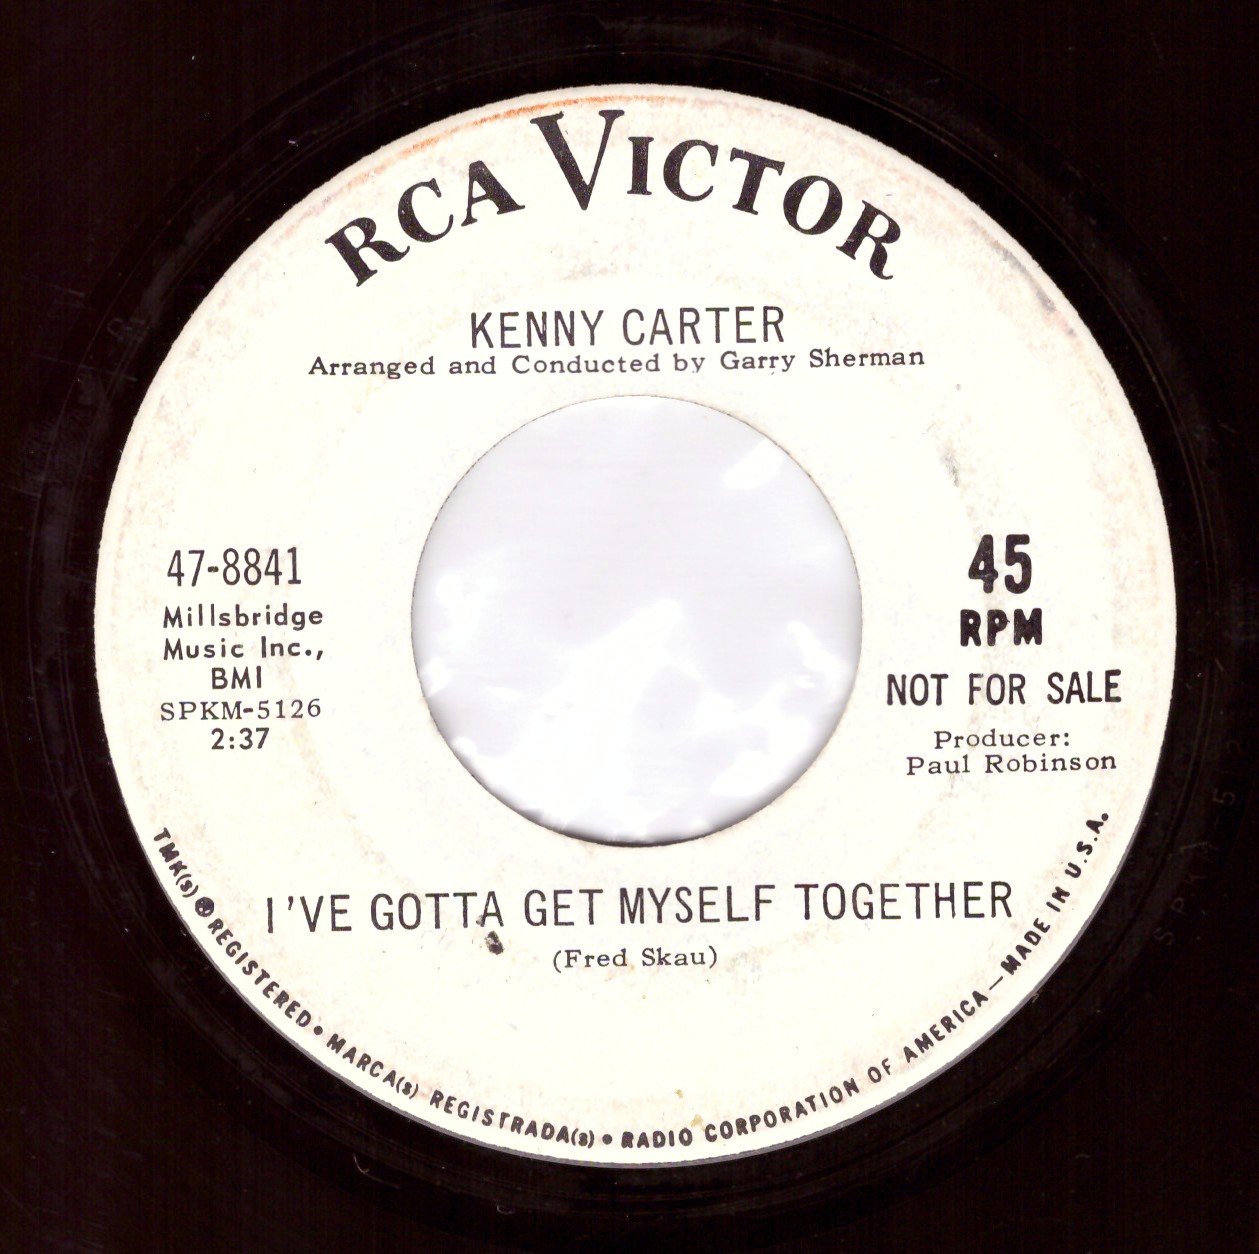 RCA VICTOR
KENNY CARTER
Arranged and Conducted by Garry Sherman
47-8841
Millsbridge
Music Inc.,
BMI
SPKM-5126
2:37
45
RPM
NOT FOR SALE
Producer:
Paul Robinson
I'VE GOTTA GET MYSELF TOGETHER
(Fred Skau)
TMK(s) ® REGISTERED • MARCA(s) REGISTRADA(s) • RADIO CORPORATION OF AMERICA — MADE IN U.S.A.